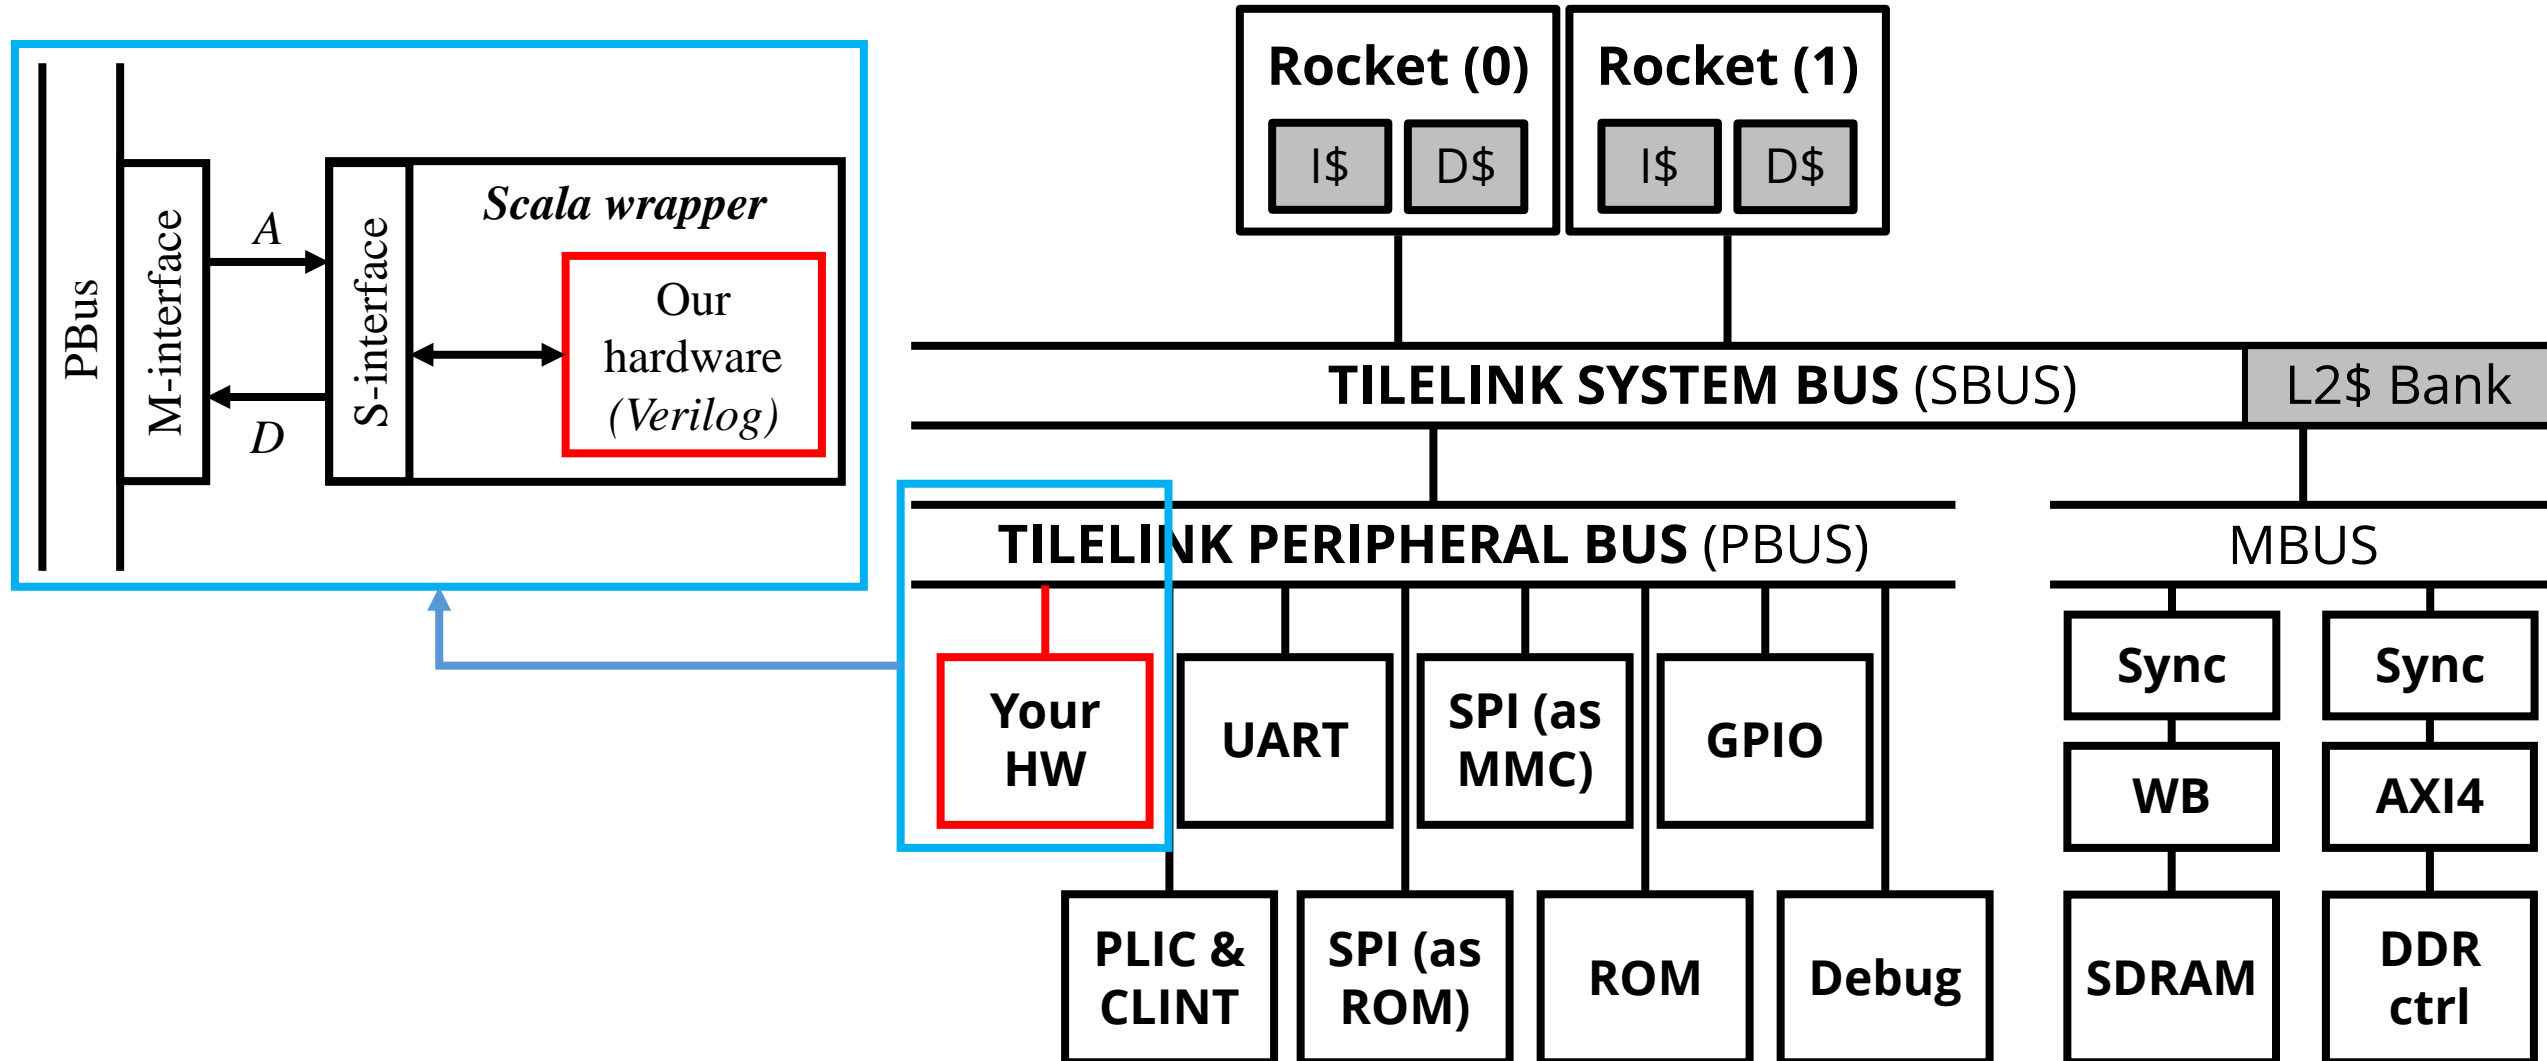 PBus
M-interface
A
D
S-interface
Scala wrapper
Our
hardware
(Verilog)
Rocket (0)
I$
D$
Rocket (1)
I$
D$
TILELINK SYSTEM BUS (SBUS)
L2$ Bank
TILELINK PERIPHERAL BUS (PBUS)
MBUS
Your
HW
UART
SPI (as
MMC)
GPIO
Sync
Sync
WB
AXI4
PLIC &
CLINT
SPI (as
ROM)
ROM
Debug
SDRAM
DDR
ctrl